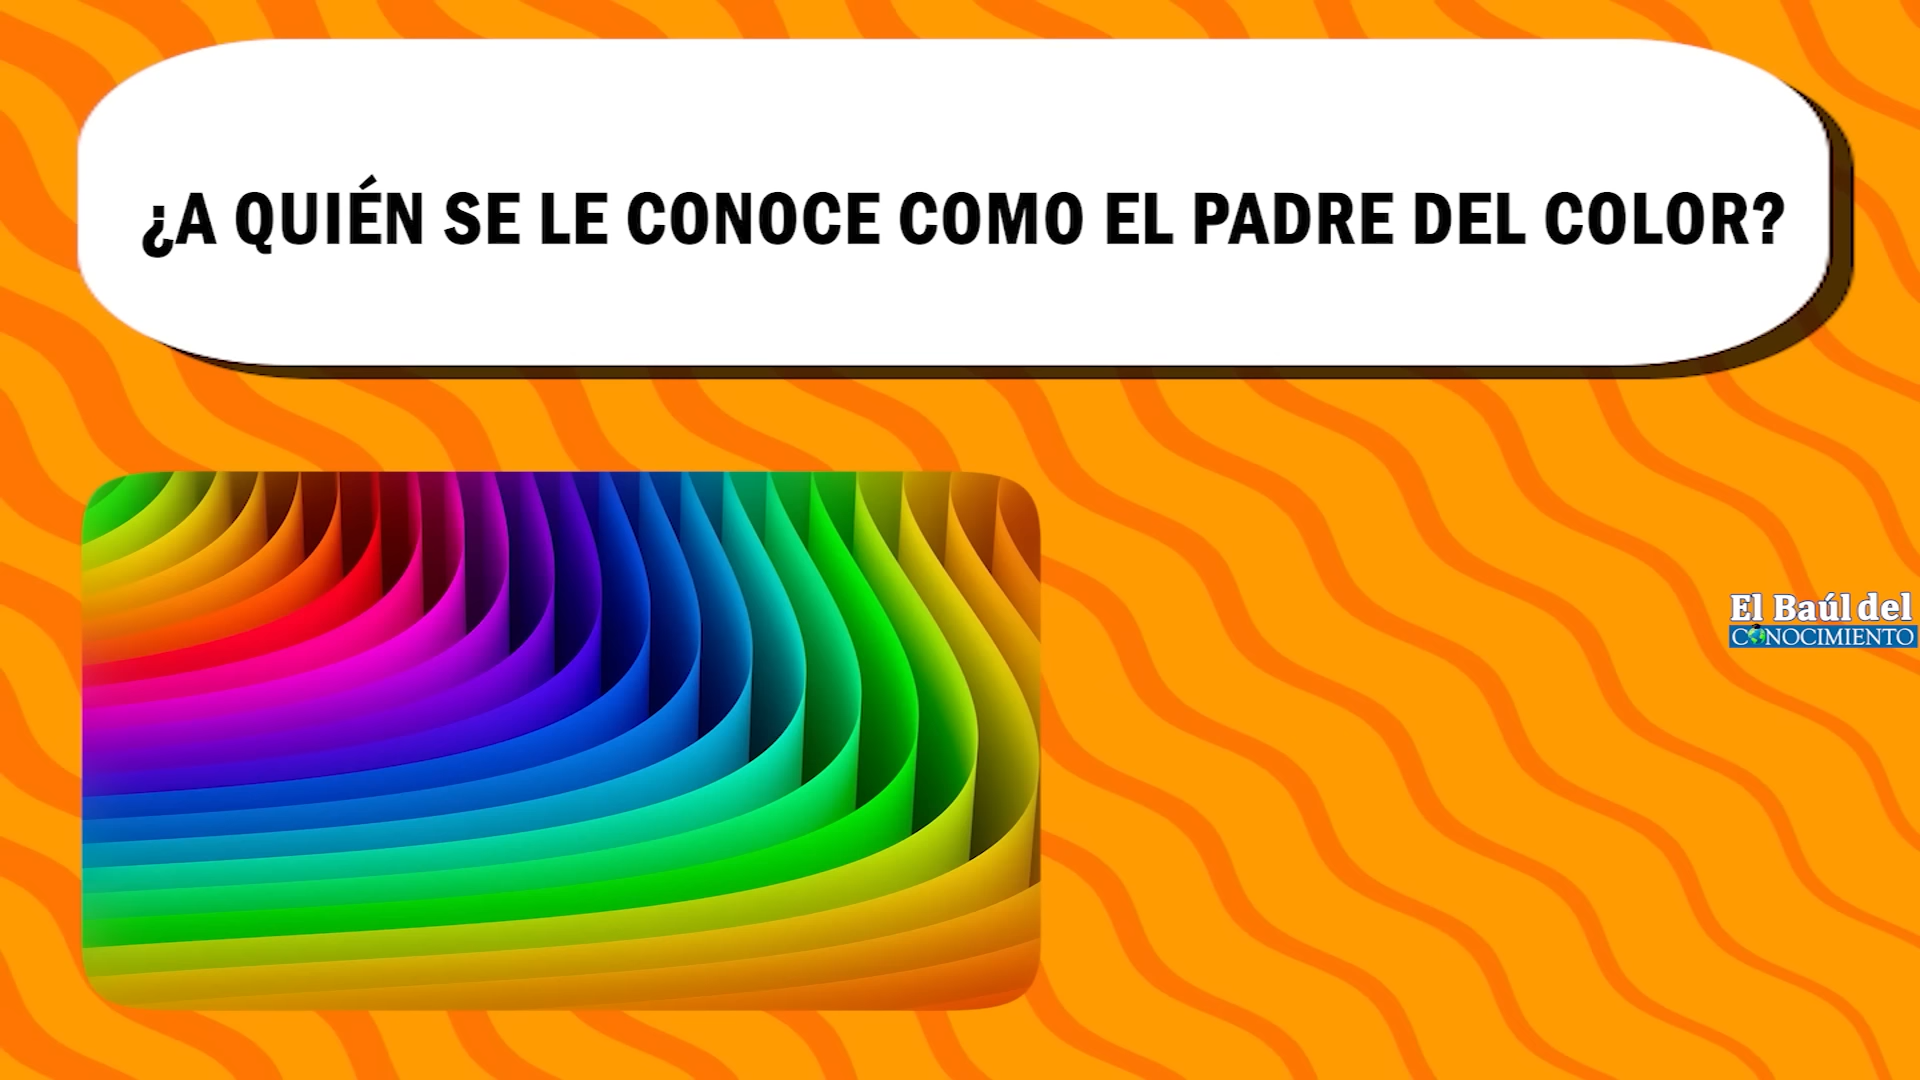 ¿A QUIÉN SE LE CONOCE COMO EL PADRE DEL COLOR?
El Baúl del
CONOCIMIENTO